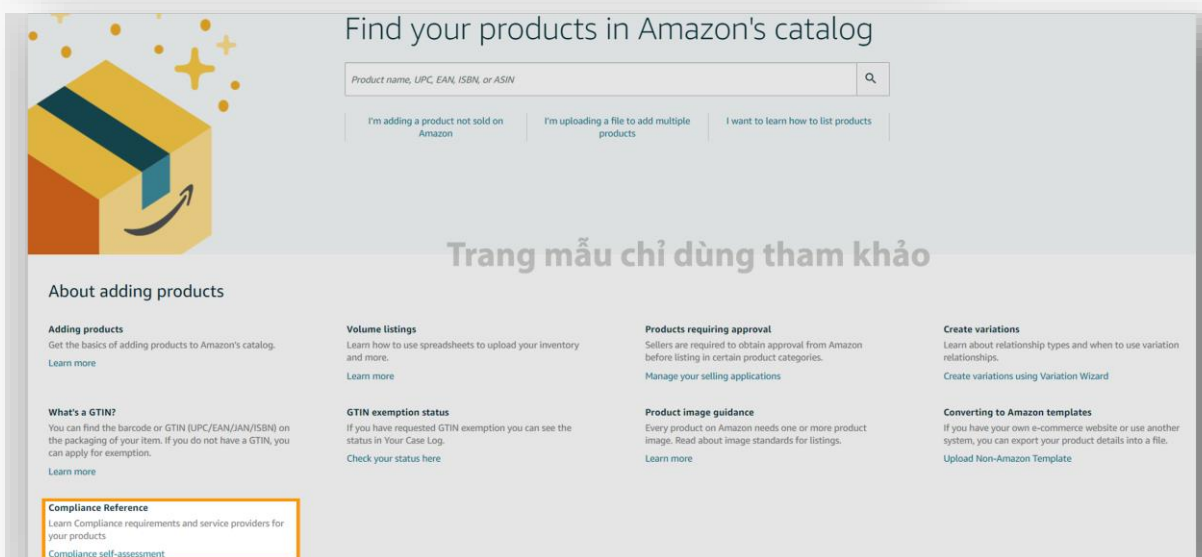 Find your products in Amazon's catalog
Product name, UPC, EAN, ISBN, or ASIN
I'm adding a product not sold on
Amazon
I'm uploading a file to add multiple
products
I want to learn how to list products
Trang mẫu chỉ dùng tham khảo
About adding products
Adding products
Get the basics of adding products to Amazon's catalog.
Learn more
Volume listings
Learn how to use spreadsheets to upload your inventory
and more.
Learn more
Products requiring approval
Sellers are required to obtain approval from Amazon
before listing in certain product categories.
Manage your selling applications
Create variations
Learn about relationship types and when to use variation
relationships.
Create variations using Variation Wizard
What's a GTIN?
You can find the barcode or GTIN (UPC/EAN/JAN/ISBN) on
the packaging of your item. If you do not have a GTIN, you
can apply for exemption.
Learn more
GTIN exemption status
If you have requested GTIN exemption you can see the
status in Your Case Log.
Check your status here
Product image guidance
Every product on Amazon needs one or more product
image. Read about image standards for listings.
Learn more
Converting to Amazon templates
If you have your own e-commerce website or use another
system, you can export your product details into a file.
Upload Non-Amazon Template
Compliance Reference
Learn Compliance requirements and service providers for
your products
Compliance self-assessment